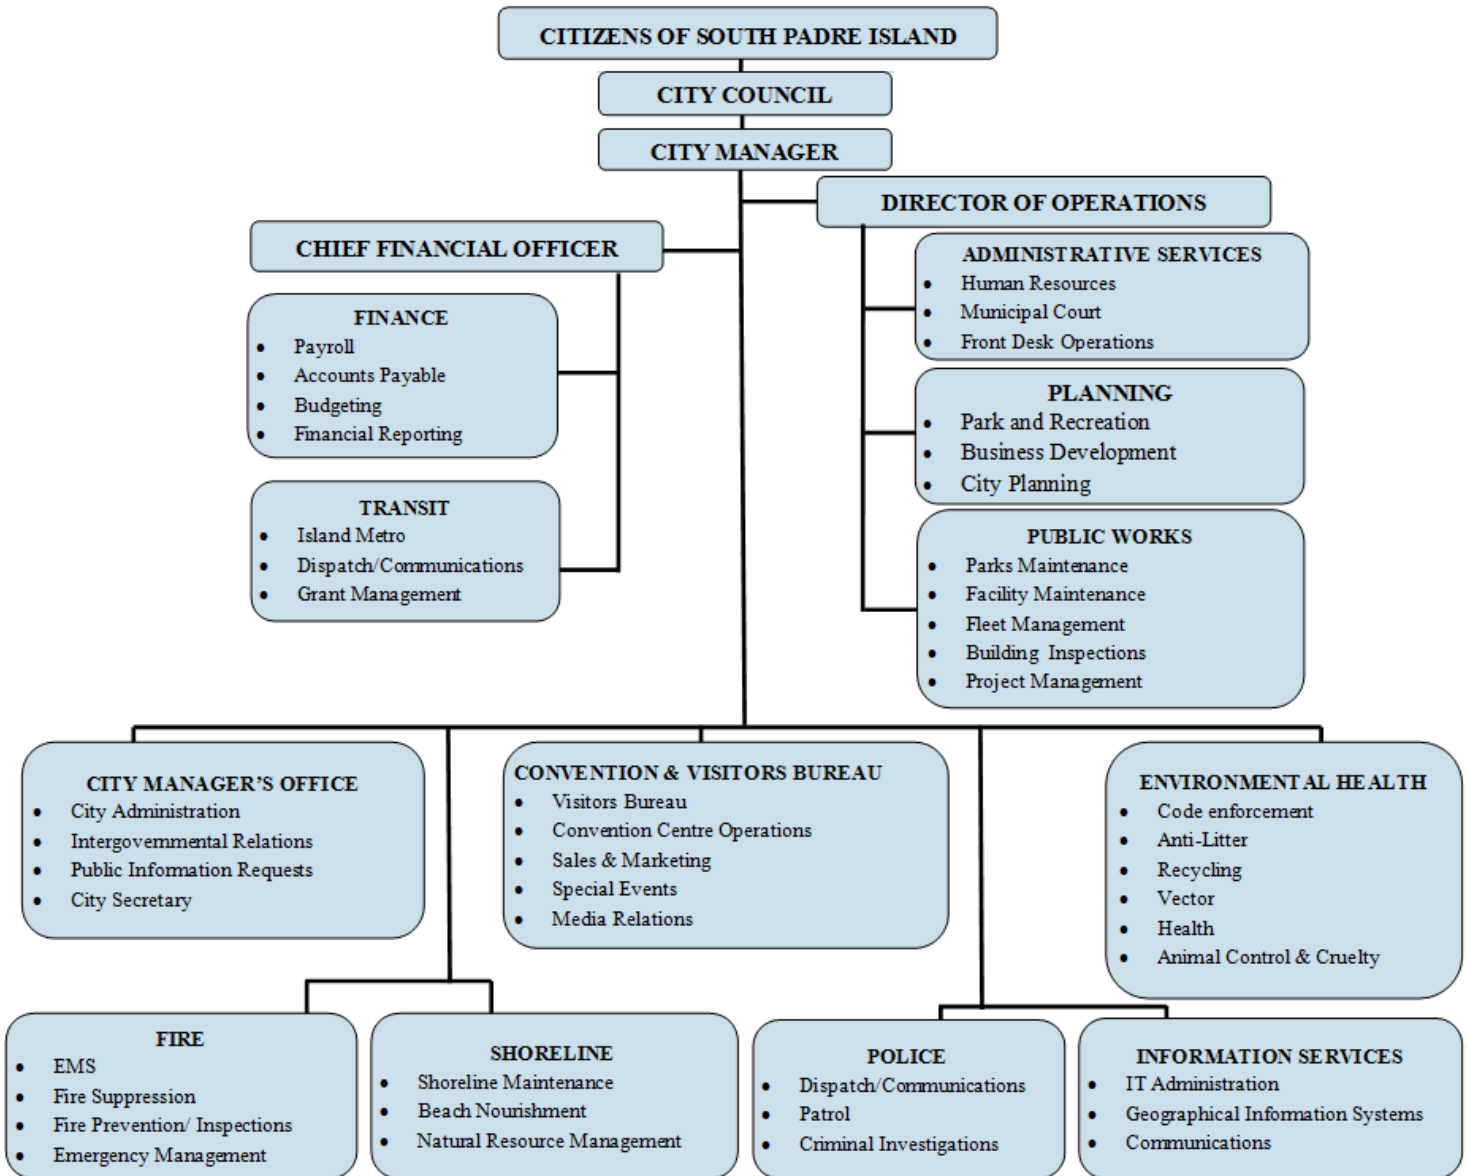 CITIZENS OF SOUTH PADRE ISLAND
CITY COUNCIL
CITY MANAGER
DIRECTOR OF OPERATIONS
CHIEF FINANCIAL OFFICER
ADMINISTRATIVE SERVICES
• Human Resources
• Municipal Court
• Front Desk Operations
FINANCE
• Payroll
• Accounts Payable
• Budgeting
• Financial Reporting
PLANNING
• Park and Recreation
• Business Development
• City Planning
TRANSIT
• Island Metro
• Dispatch/Communications
• Grant Management
PUBLIC WORKS
• Parks Maintenance
• Facility Maintenance
• Fleet Management
• Building Inspections
• Project Management
CITY MANAGER’S OFFICE
• City Administration
• Intergovernmental Relations
• Public Information Requests
• City Secretary
CONVENTION & VISITORS BUREAU
• Visitors Bureau
• Convention Centre Operations
• Sales & Marketing
• Special Events
• Media Relations
ENVIRONMENTAL HEALTH
• Code enforcement
• Anti-Litter
• Recycling
• Vector
• Health
• Animal Control & Cruelty
FIRE
• EMS
• Fire Suppression
• Fire Prevention/ Inspections
• Emergency Management
SHORELINE
• Shoreline Maintenance
• Beach Nourishment
• Natural Resource Management
POLICE
• Dispatch/Communications
• Patrol
• Criminal Investigations
INFORMATION SERVICES
• IT Administration
• Geographical Information Systems
• Communications